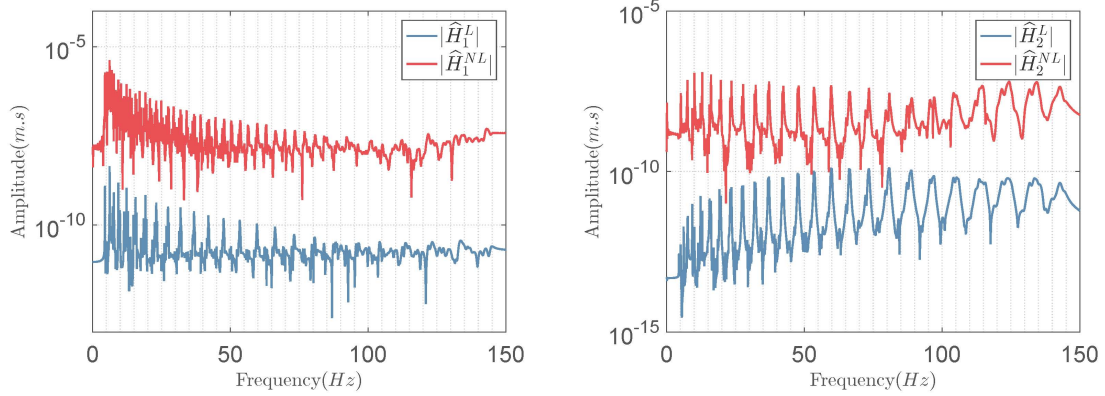 10^{-5}
10^{-10}
Amplitude(m.s)
|Ĥ_1^L|
|Ĥ_1^{NL}|
0 50 100 150
Frequency(Hz)
10^{-5}
10^{-10}
10^{-15}
Amplitude(m.s)
|Ĥ_2^L|
|Ĥ_2^{NL}|
0 50 100 150
Frequency(Hz)